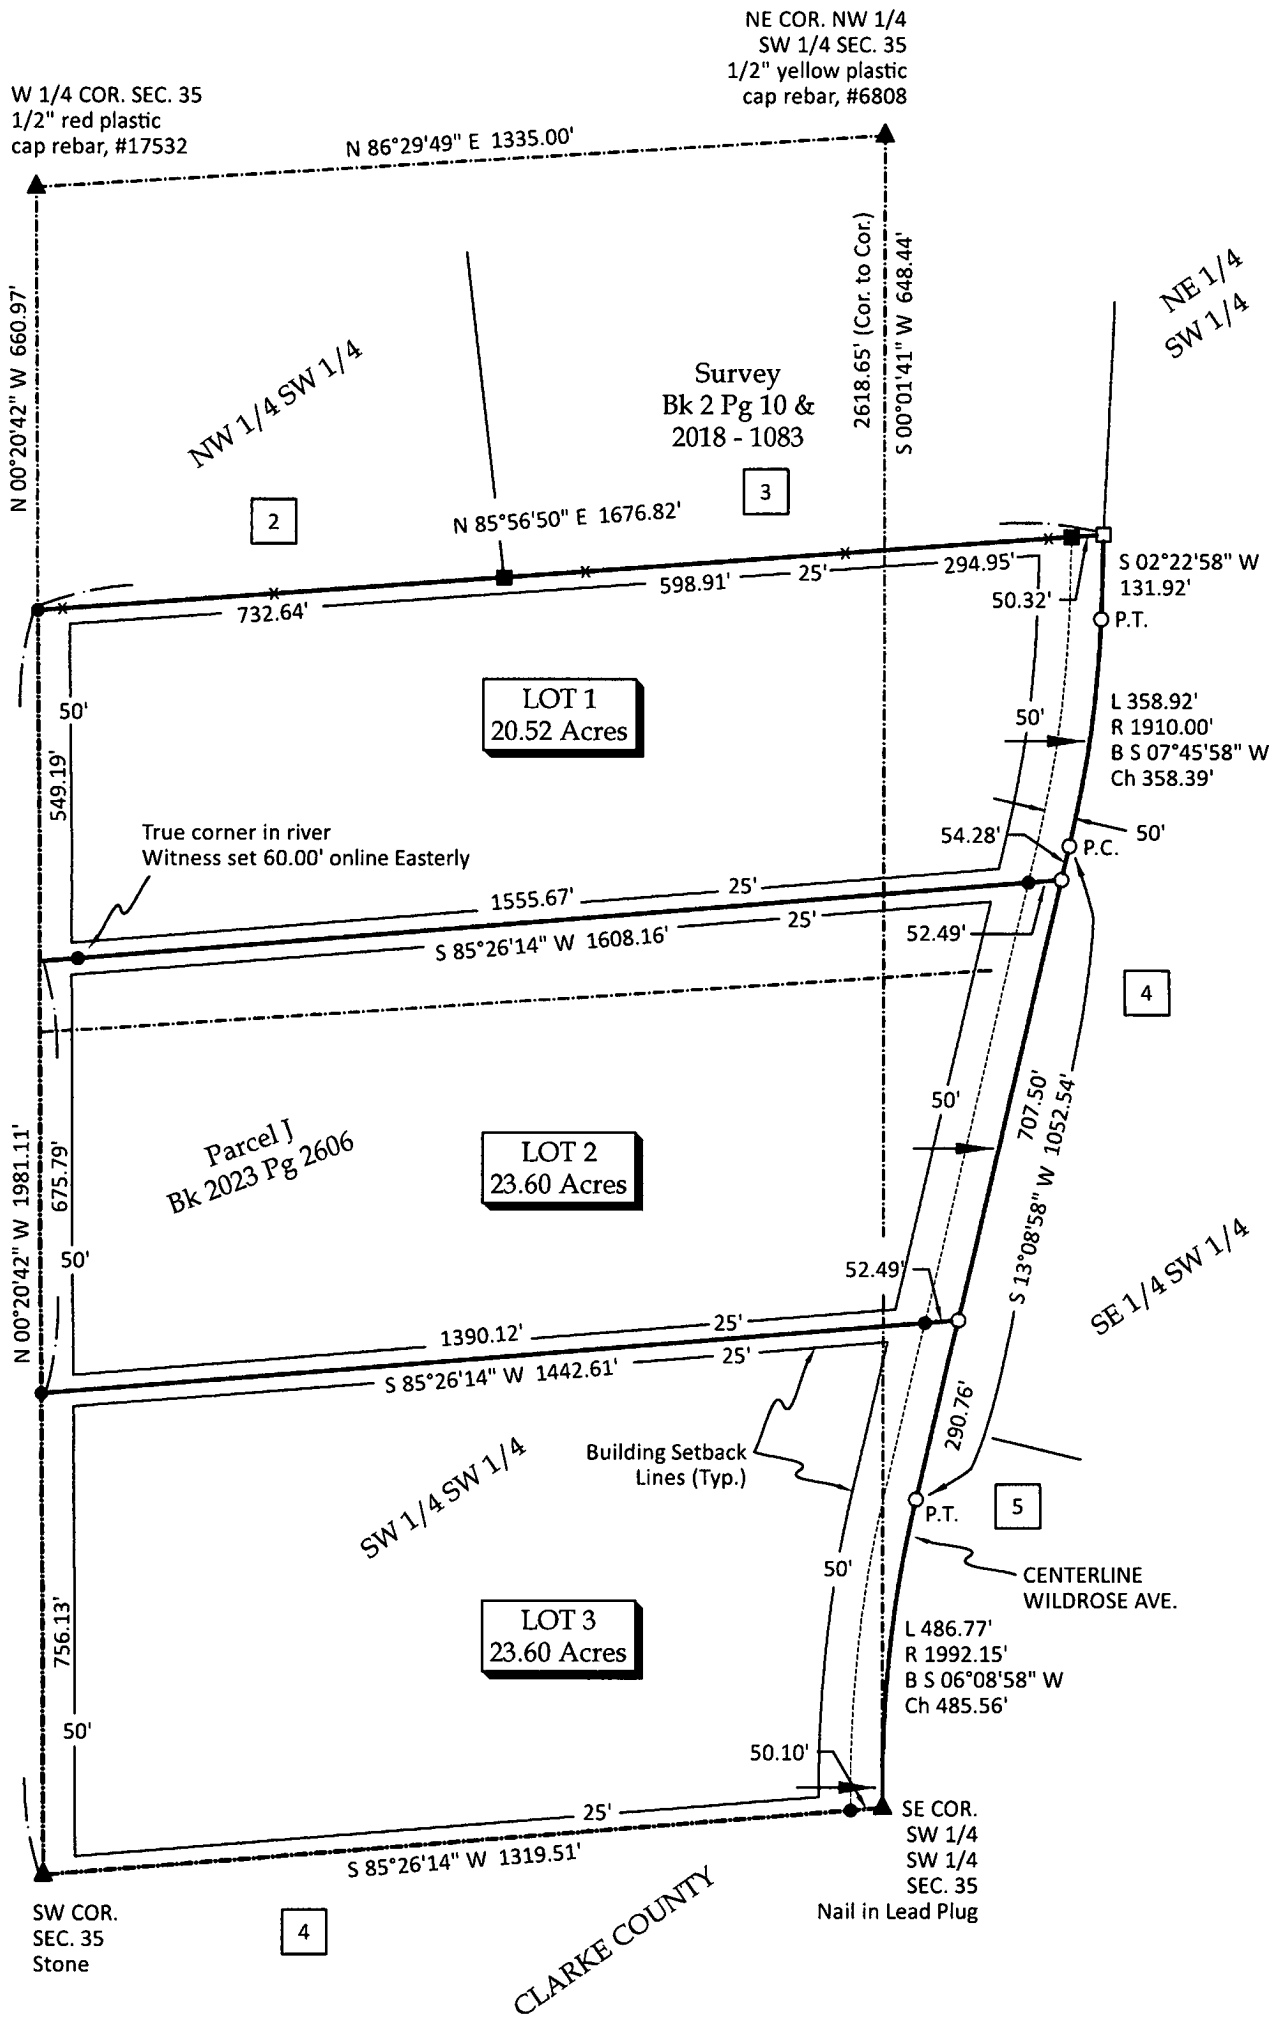 NE COR. NW 1/4
SW 1/4 SEC. 35
1/2" yellow plastic
cap rebar, #6808
W 1/4 COR. SEC. 35
1/2" red plastic
cap rebar, #17532
N 86°29'49" E 1335.00'
N 00°20'42" W 660.97'
2618.65' (Cor. to Cor.)
S 00°01'41" W 648.44'
NE 1/4
SW 1/4
NW 1/4 SW 1/4
Survey
Bk 2 Pg 10 &
2018 - 1083
2
3
N 85°56'50" E 1676.82'
732.64'
598.91'
25'
294.95'
50.32'
S 02°22'58" W
131.92'
P.T.
LOT 1
20.52 Acres
50'
549.19'
50'
L 358.92'
R 1910.00'
B S 07°45'58" W
Ch 358.39'
True corner in river
Witness set 60.00' online Easterly
54.28'
50'
P.C.
1555.67'
25'
S 85°26'14" W 1608.16'
25'
52.49'
4
N 00°20'42" W 1981.11'
675.79'
50'
Parcel J
Bk 2023 Pg 2606
LOT 2
23.60 Acres
50'
707.50'
S 13°08'58" W 1052.54'
SE 1/4 SW 1/4
52.49'
1390.12'
25'
S 85°26'14" W 1442.61'
25'
290.76'
Building Setback
Lines (Typ.)
SW 1/4 SW 1/4
P.T.
5
CENTERLINE
WILDROSE AVE.
50'
756.13'
LOT 3
23.60 Acres
L 486.77'
R 1992.15'
B S 06°08'58" W
Ch 485.56'
50'
50.10'
25'
S 85°26'14" W 1319.51'
SE COR.
SW 1/4
SW 1/4
SEC. 35
Nail in Lead Plug
SW COR.
SEC. 35
Stone
4
CLARKE COUNTY